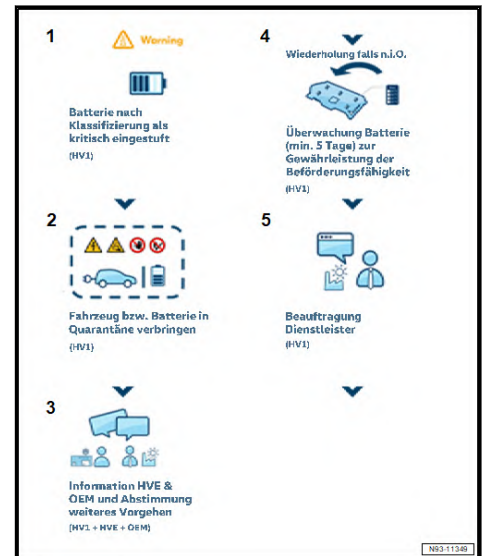 1
Warning
Batterie nach
Klassifizierung als
kritisch eingestuft
(HV1)
2
Fahrzeug bzw. Batterie in
Quarantäne verbringen
(HV1)
3
Information HVE &
OEM und Abstimmung
weiteres Vorgehen
(HV1 + HVE + OEM)
4
Wiederholung falls n.i.O.
Überwachung Batterie
(min. 5 Tage) zur
Gewährleistung der
Beförderungsfähigkeit
(HV1)
5
Beauftragung
Dienstleister
(HV1)
N93-11349